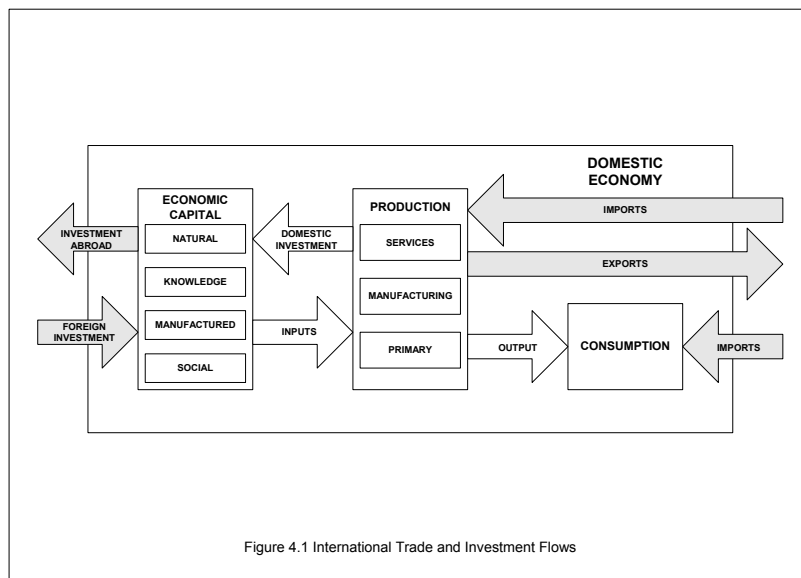 DOMESTIC
ECONOMY
ECONOMIC
CAPITAL
NATURAL
KNOWLEDGE
MANUFACTURED
SOCIAL
INVESTMENT
ABROAD
FOREIGN
INVESTMENT
DOMESTIC
INVESTMENT
INPUTS
PRODUCTION
SERVICES
MANUFACTURING
PRIMARY
IMPORTS
EXPORTS
OUTPUT
CONSUMPTION
IMPORTS
Figure 4.1 International Trade and Investment Flows